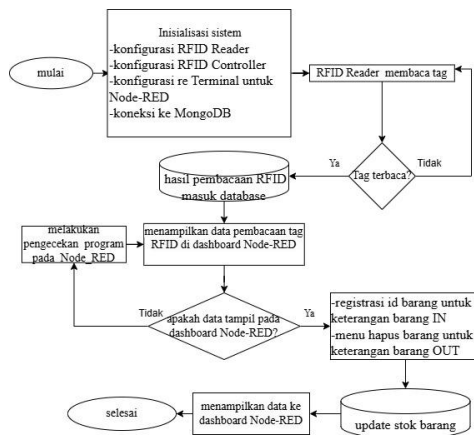 mulai
Inisialisasi sistem
-konfigurasi RFID Reader
-konfigurasi RFID Controller
-konfigurasi re Terminal untuk
Node-RED
-koneksi ke MongoDB
RFID Reader membaca tag
Tag terbaca?
Ya
Tidak
hasil pembacaan RFID
masuk database
menampilkan data pembacaan tag
RFID di dashboard Node-RED
melakukan
pengecekan program
pada Node_RED
apakah data tampil pada
dashboard Node-RED?
Tidak
Ya
-registrasi id barang untuk
keterangan barang IN
-menu hapus barang untuk
keterangan barang OUT
update stok barang
menampilkan data ke
dashboard Node-RED
selesai